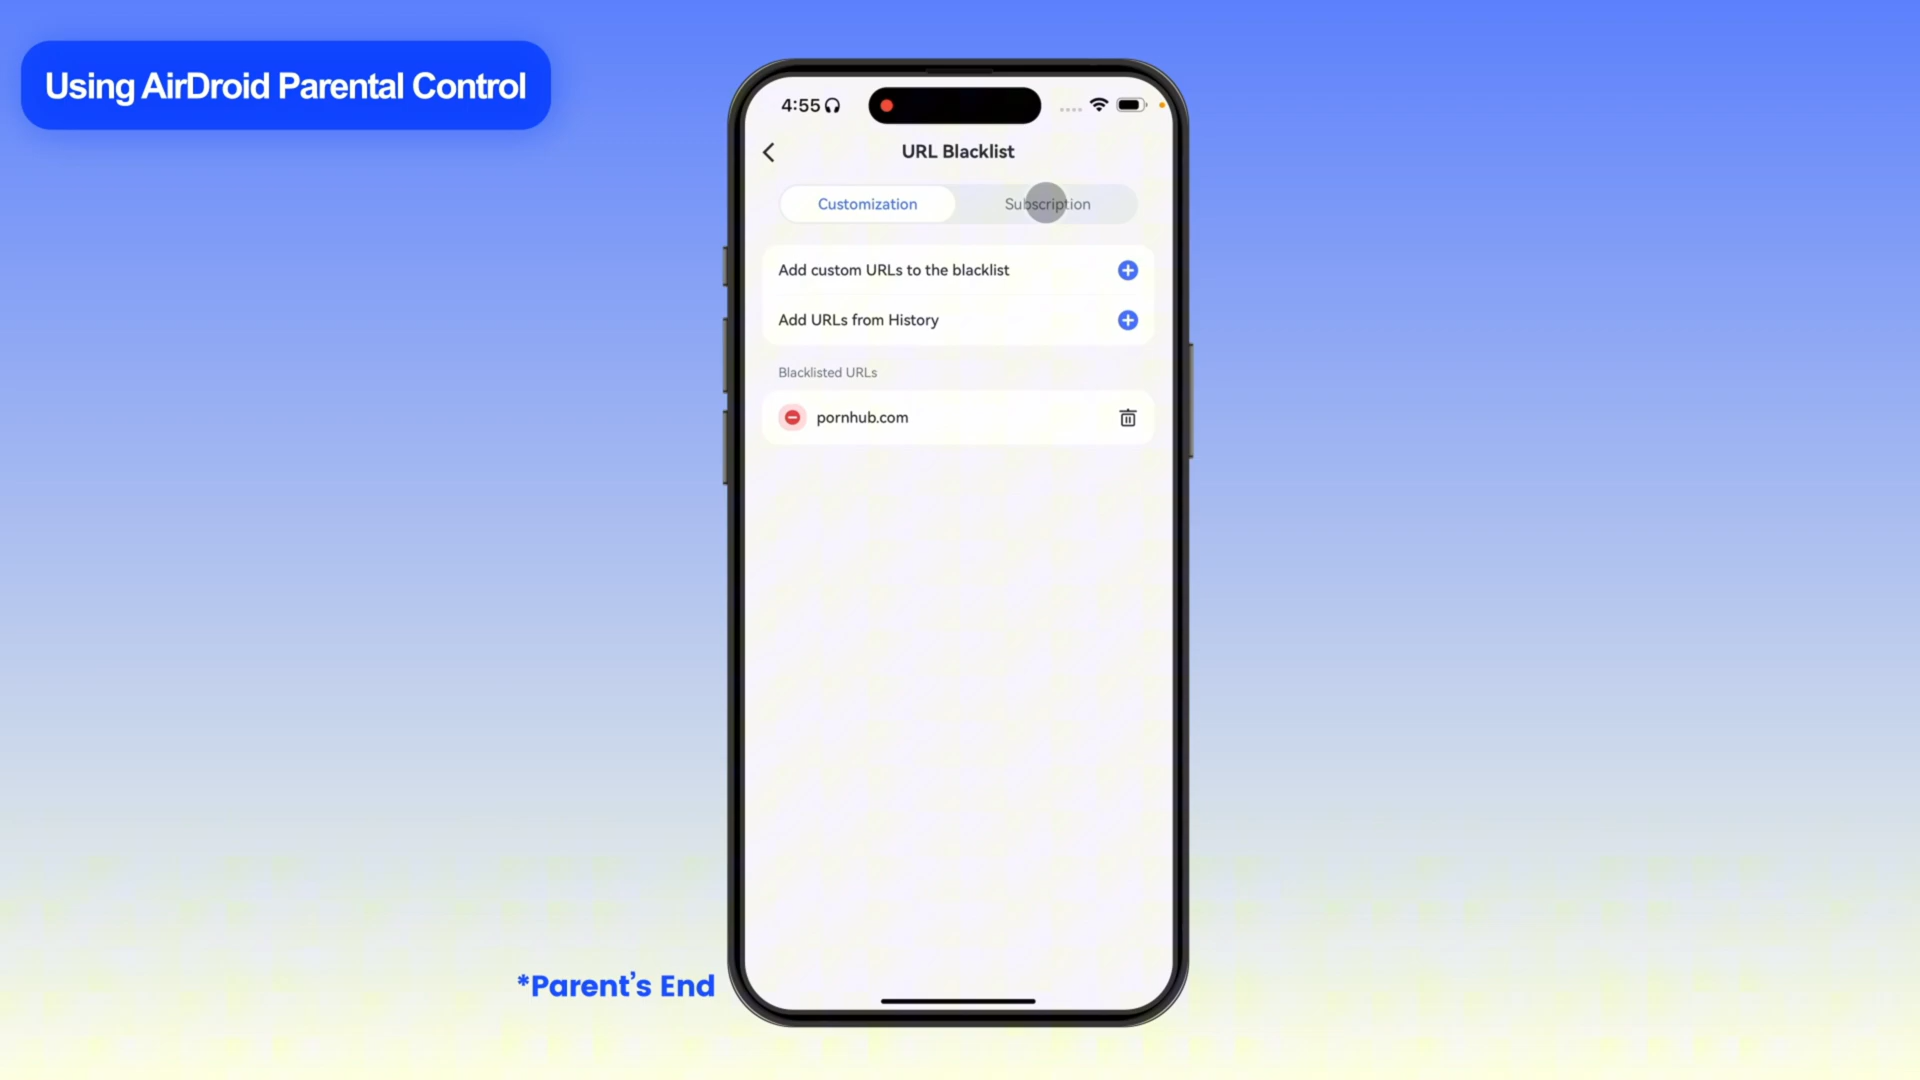 Using AirDroid Parental Control
4:55
URL Blacklist
Customization
Subscription
Add custom URLs to the blacklist
Add URLs from History
Blacklisted URLs
pornhub.com
*Parent's End